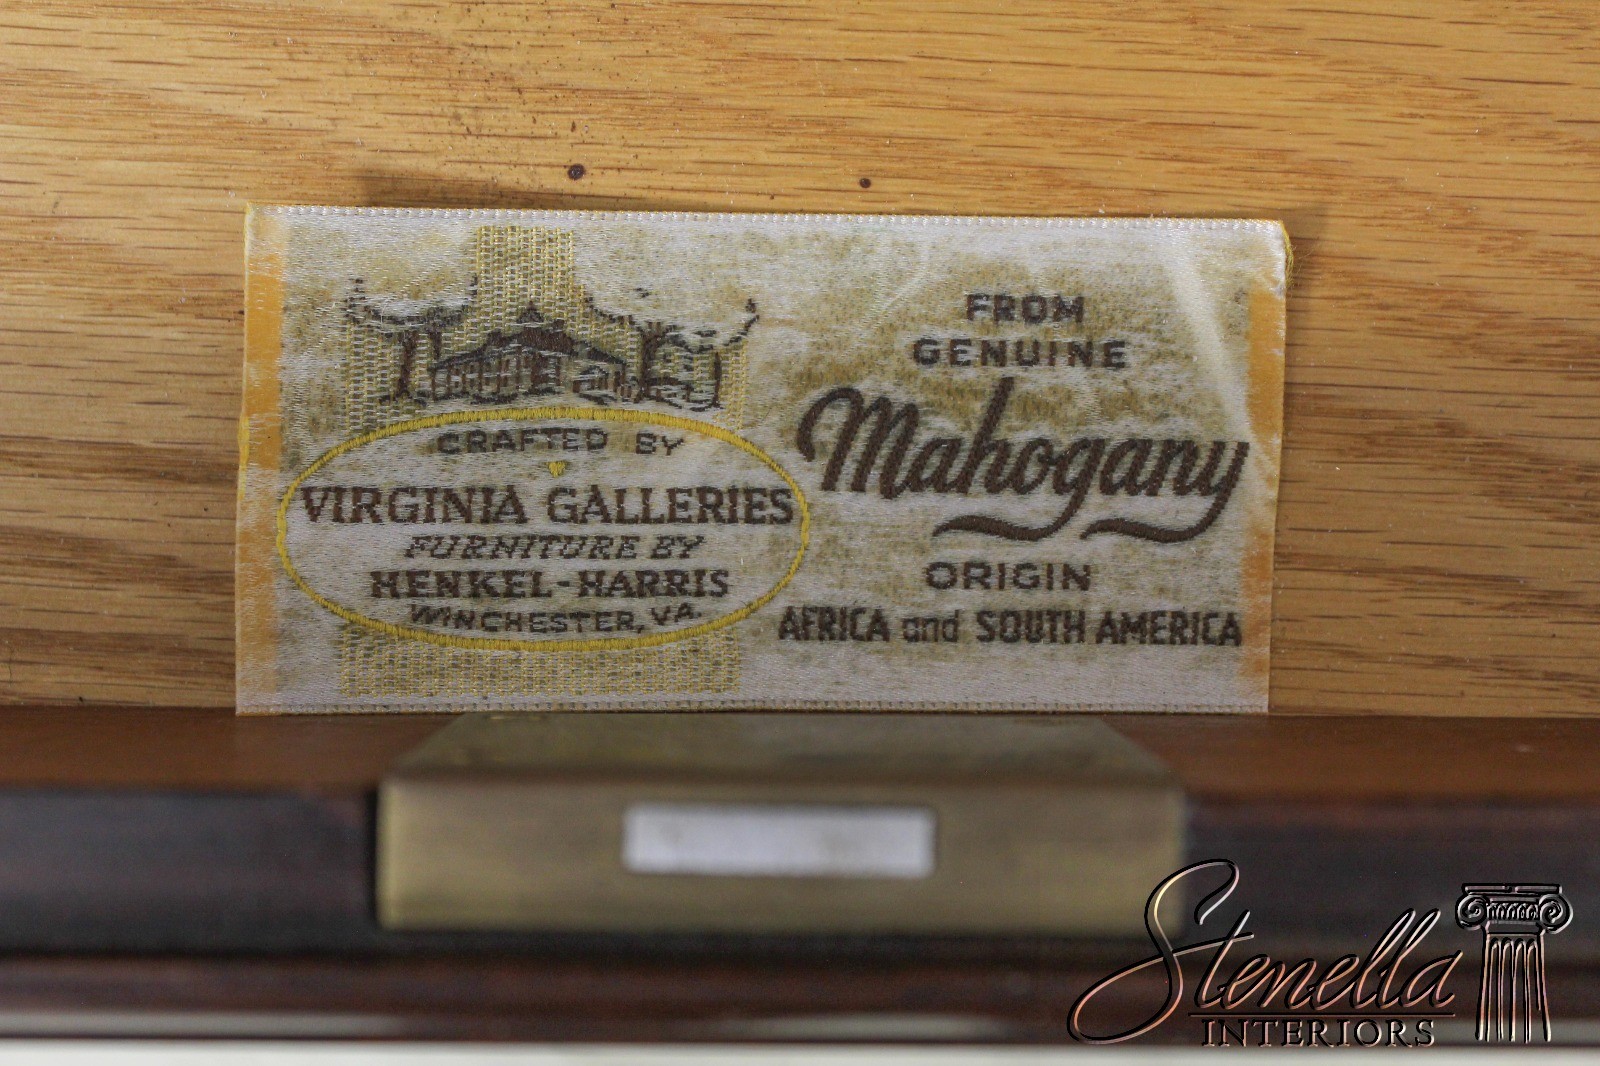 CRAFTED BY
VIRGINIA GALLERIES
FURNITURE BY
HENKEL-HARRIS
WINCHESTER, VA.
FROM
GENUINE
Mahogany
ORIGIN
AFRICA and SOUTH AMERICA
Stenella
INTERIORS